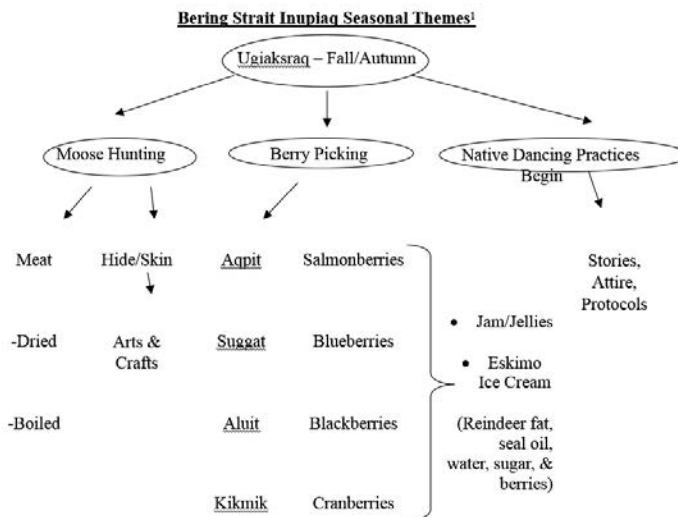 Bering Strait Inupiaq Seasonal Themes¹
Ugiaksraq – Fall/Autumn
Moose Hunting
Berry Picking
Native Dancing Practices
Begin
Meat
Hide/Skin
Aqpit
Salmonberries
Stories,
Attire,
Protocols
-Dried
Arts &
Crafts
Suggat
Blueberries
-Boiled
Aluit
Blackberries
Kikmik
Cranberries
• Jam/Jellies
• Eskimo
Ice Cream
(Reindeer fat,
seal oil,
water, sugar, &
berries)